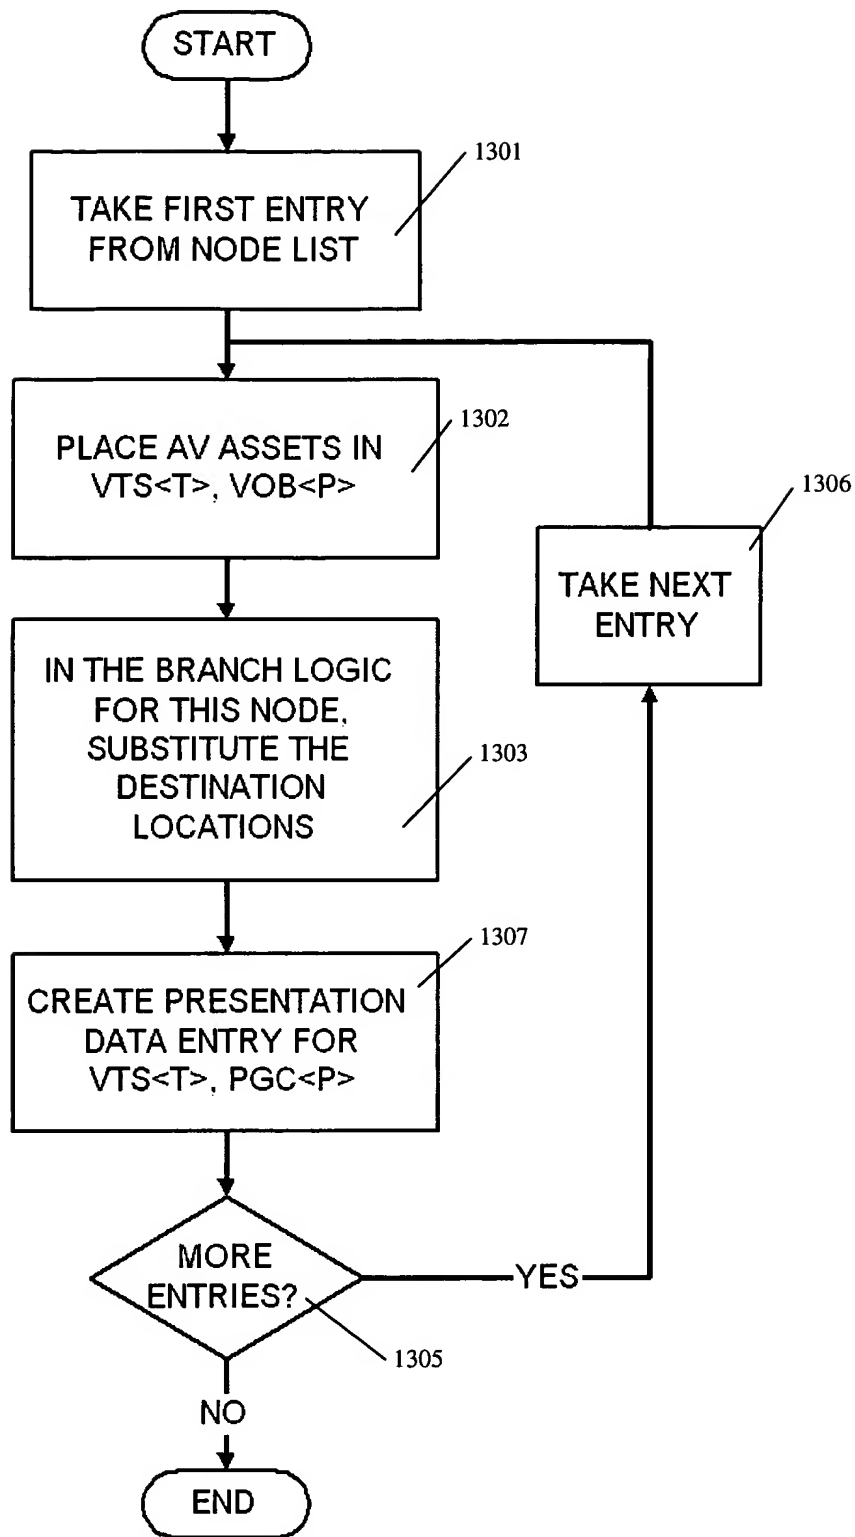 START
1301
TAKE FIRST ENTRY
FROM NODE LIST
1302
PLACE AV ASSETS IN
VTS<T>, VOB<P>
1306
TAKE NEXT
ENTRY
IN THE BRANCH LOGIC
FOR THIS NODE,
SUBSTITUTE THE
DESTINATION
LOCATIONS
1303
1307
CREATE PRESENTATION
DATA ENTRY FOR
VTS<T>, PGC<P>
MORE
ENTRIES?
YES
1305
NO
END